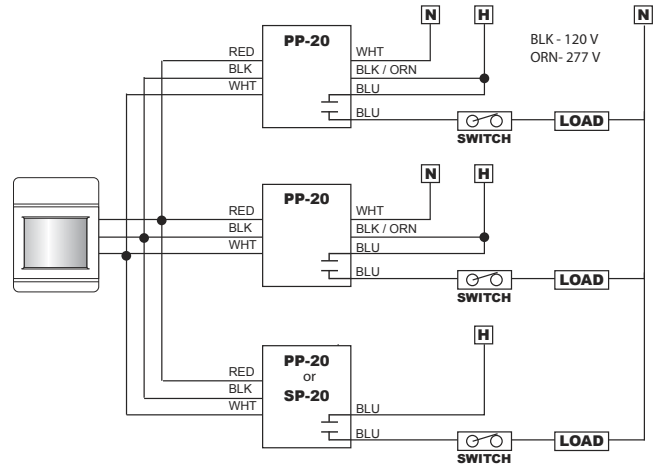 N H N
PP-20
BLK - 120 V
ORN- 277 V
RED WHT
BLK BLK / ORN
WHT BLU
BLU
SWITCH
LOAD
N H
PP-20
RED WHT
BLK BLK / ORN
WHT BLU
BLU
SWITCH
LOAD
H
PP-20
or
SP-20
RED
BLK
WHT BLU
BLU
SWITCH
LOAD